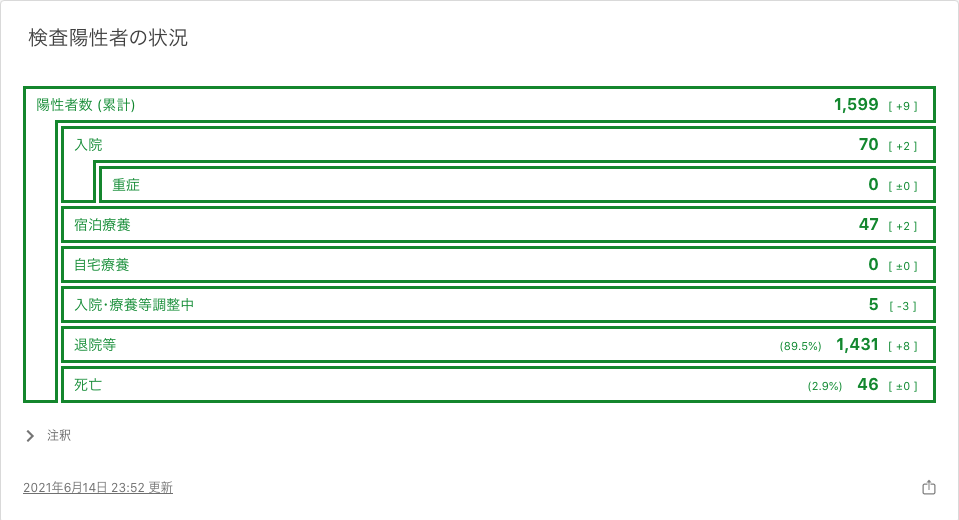 検査陽性者の状況
陽性者数 (累計) 1,599 [ +9 ]
入院 70 [ +2 ]
重症 0 [ ±0 ]
宿泊療養 47 [ +2 ]
自宅療養 0 [ ±0 ]
入院･療養等調整中 5 [ -3 ]
退院等 (89.5%) 1,431 [ +8 ]
死亡 (2.9%) 46 [ ±0 ]
注釈
2021年6月14日 23:52 更新